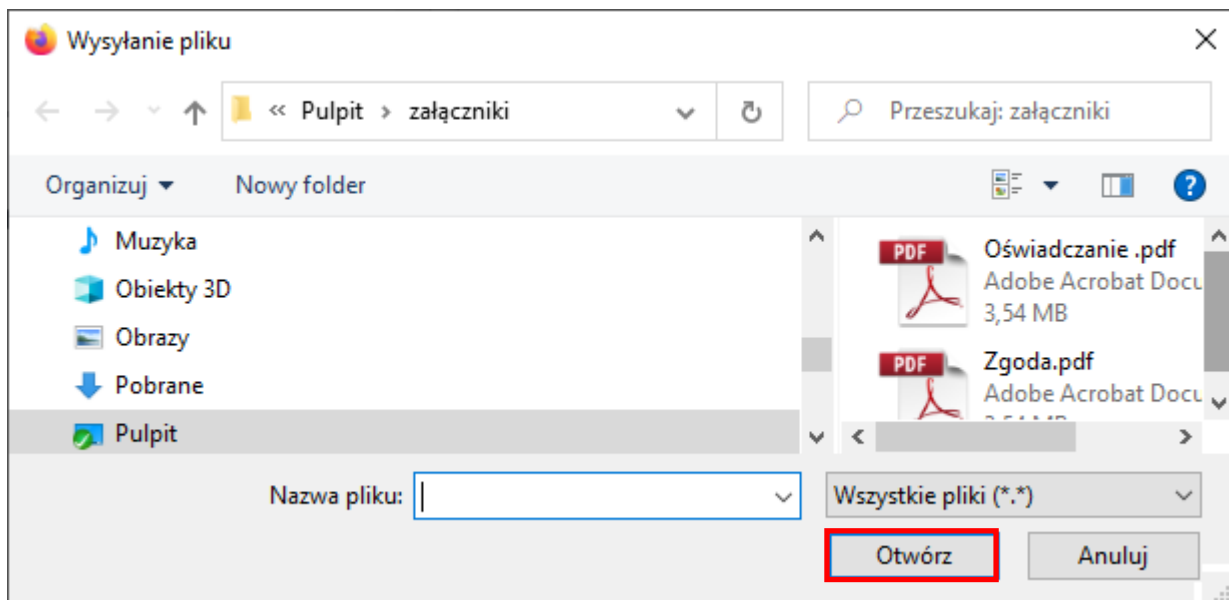 Wysyłanie pliku
« Pulpit › załączniki
Przeszukaj: załączniki
Organizuj
Nowy folder
?
Muzyka
Obiekty 3D
Obrazy
Pobrane
Pulpit
PDF
Oświadczanie .pdf
Adobe Acrobat Docu
3,54 MB
PDF
Zgoda.pdf
Adobe Acrobat Docu
Nazwa pliku:
Wszystkie pliki (*.*)
Otwórz
Anuluj